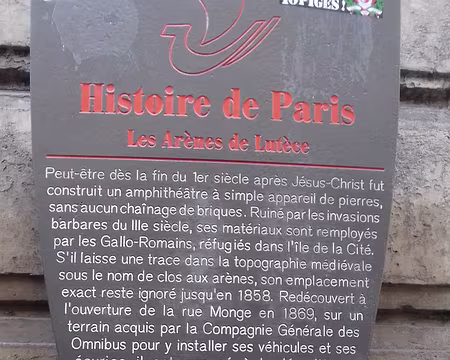 TOPIGES!
Histoire de Paris
Les Arènes de Lutèce
Peut-être dès la fin du 1er siècle après Jésus-Christ fut
construit un amphithéâtre à simple appareil de pierres,
sans aucun chaînage de briques. Ruiné par les invasions
barbares du IIIe siècle, ses matériaux sont remployés
par les Gallo-Romains, réfugiés dans l'île de la Cité.
S'il laisse une trace dans la topographie médiévale
sous le nom de clos aux arènes, son emplacement
exact reste ignoré jusqu'en 1858. Redécouvert à
l'ouverture de la rue Monge en 1869, sur un
terrain acquis par la Compagnie Générale des
Omnibus pour y installer ses véhicules et ses